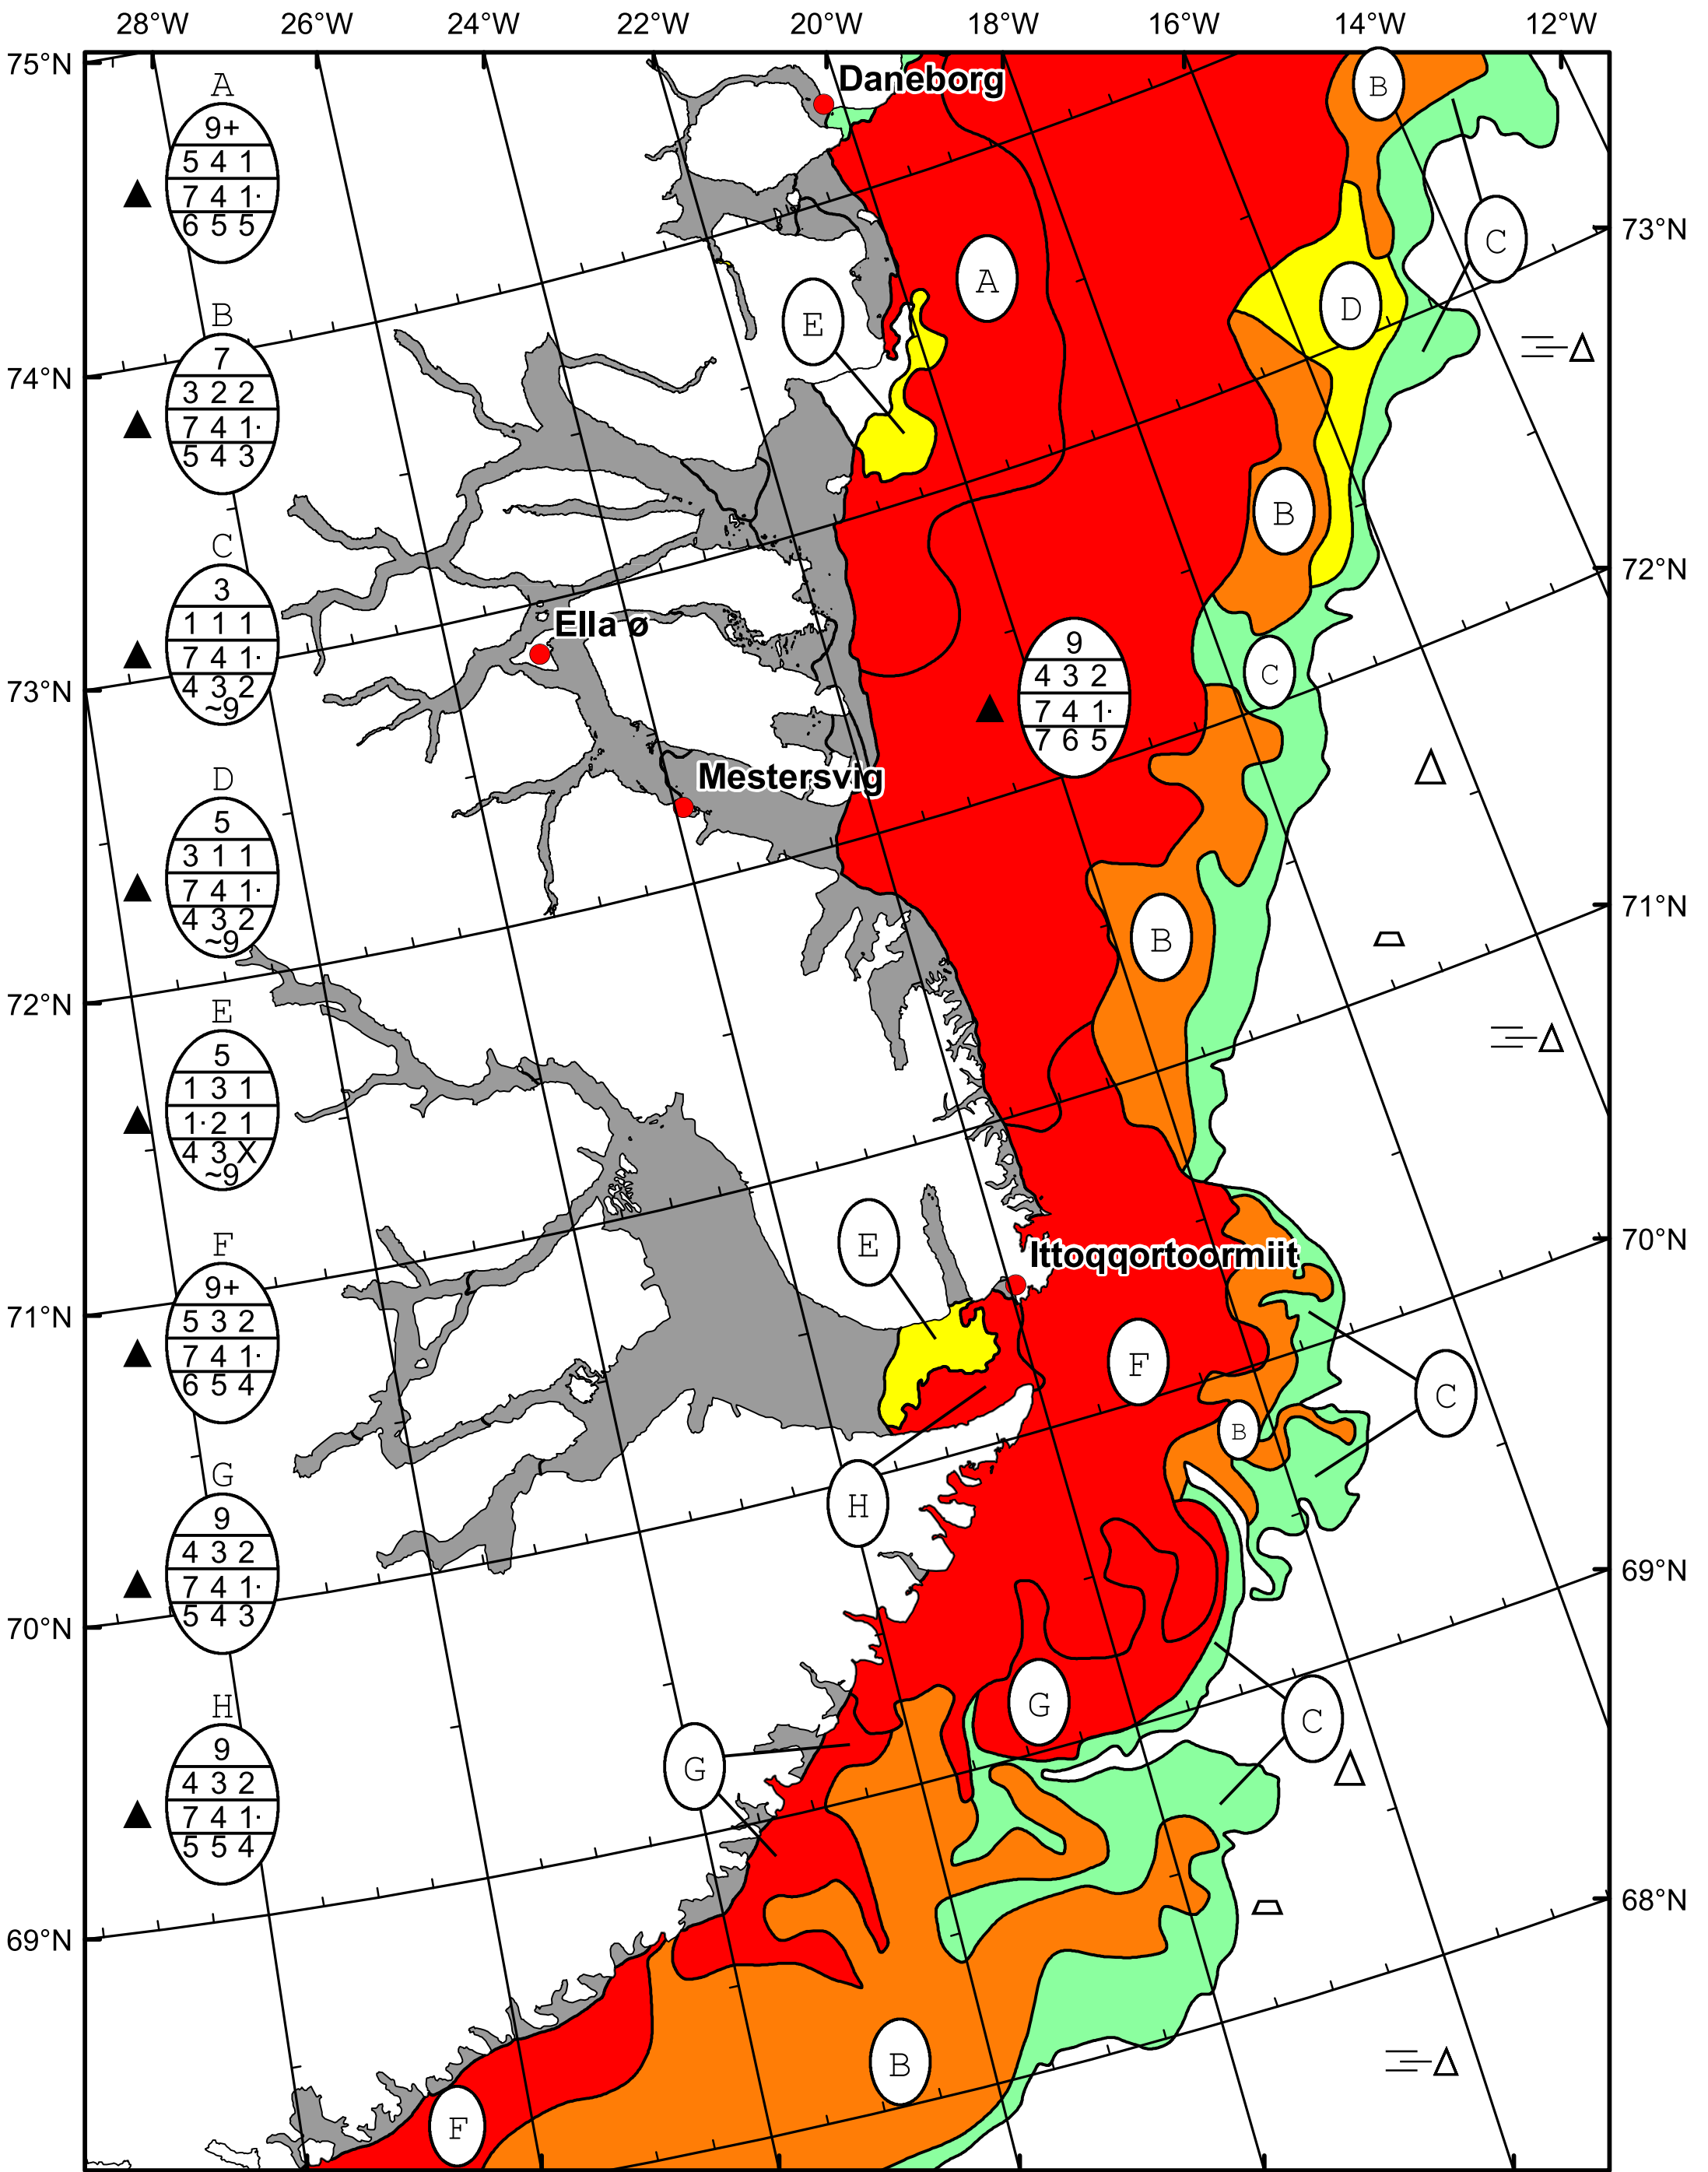 28°W 26°W 24°W 22°W 20°W 18°W 16°W 14°W 12°W
75°N
74°N
73°N
72°N
71°N
70°N
69°N
73°N
72°N
71°N
70°N
69°N
68°N
A
9+
5 4 1
7 4 1·
6 5 5
B
7
3 2 2
7 4 1·
5 4 3
C
3
1 1 1
7 4 1·
4 3 2
~9
D
5
3 1 1
7 4 1·
4 3 2
~9
E
5
1 3 1
1·2 1
4 3 X
~9
F
9+
5 3 2
7 4 1·
6 5 4
G
9
4 3 2
7 4 1·
5 4 3
H
9
4 3 2
7 4 1·
5 5 4
Daneborg
B
C
A
E
D
B
Ella ø
9
4 3 2
7 4 1·
7 6 5
C
Mestersvig
B
E
Ittoqqortoormiit
F
C
B
H
G
C
G
B
F